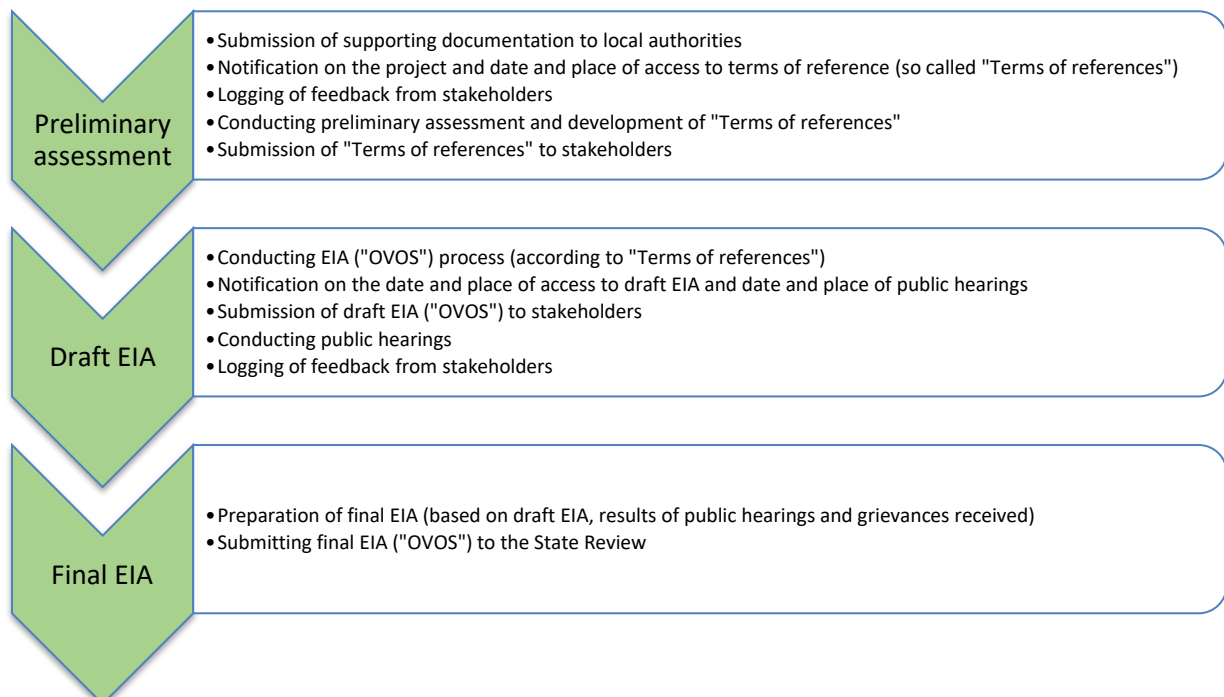 Preliminary
assessment
•Submission of supporting documentation to local authorities
•Notification on the project and date and place of access to terms of reference (so called "Terms of references")
•Logging of feedback from stakeholders
•Conducting preliminary assessment and development of "Terms of references"
•Submission of "Terms of references" to stakeholders
Draft EIA
•Conducting EIA ("OVOS") process (according to "Terms of references")
•Notification on the date and place of access to draft EIA and date and place of public hearings
•Submission of draft EIA ("OVOS") to stakeholders
•Conducting public hearings
•Logging of feedback from stakeholders
Final EIA
•Preparation of final EIA (based on draft EIA, results of public hearings and grievances received)
•Submitting final EIA ("OVOS") to the State Review